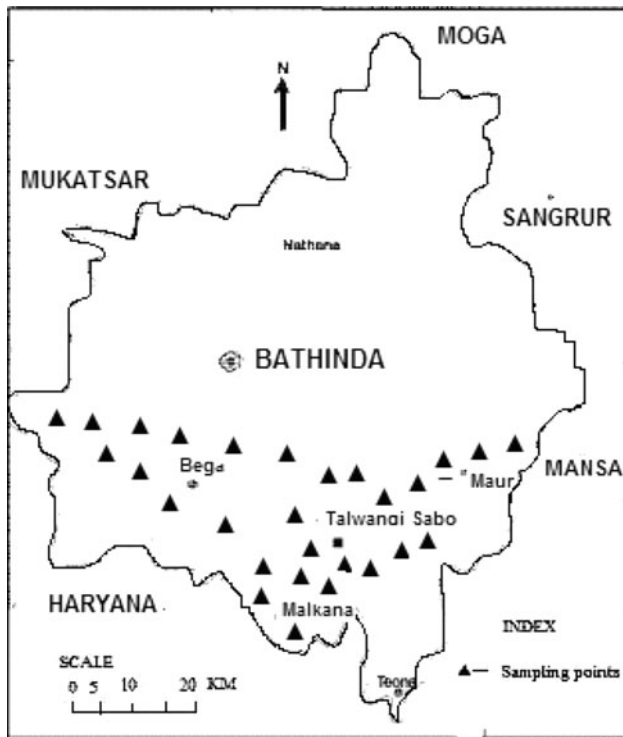 MOGA
N
MUKATSAR
SANGRUR
Nathana
BATHINDA
Bega
Maur
MANSA
Talwangi Sabo
HARYANA
Malkana
INDEX
SCALE
0 5 10 20 KM
Teona
Sampling points